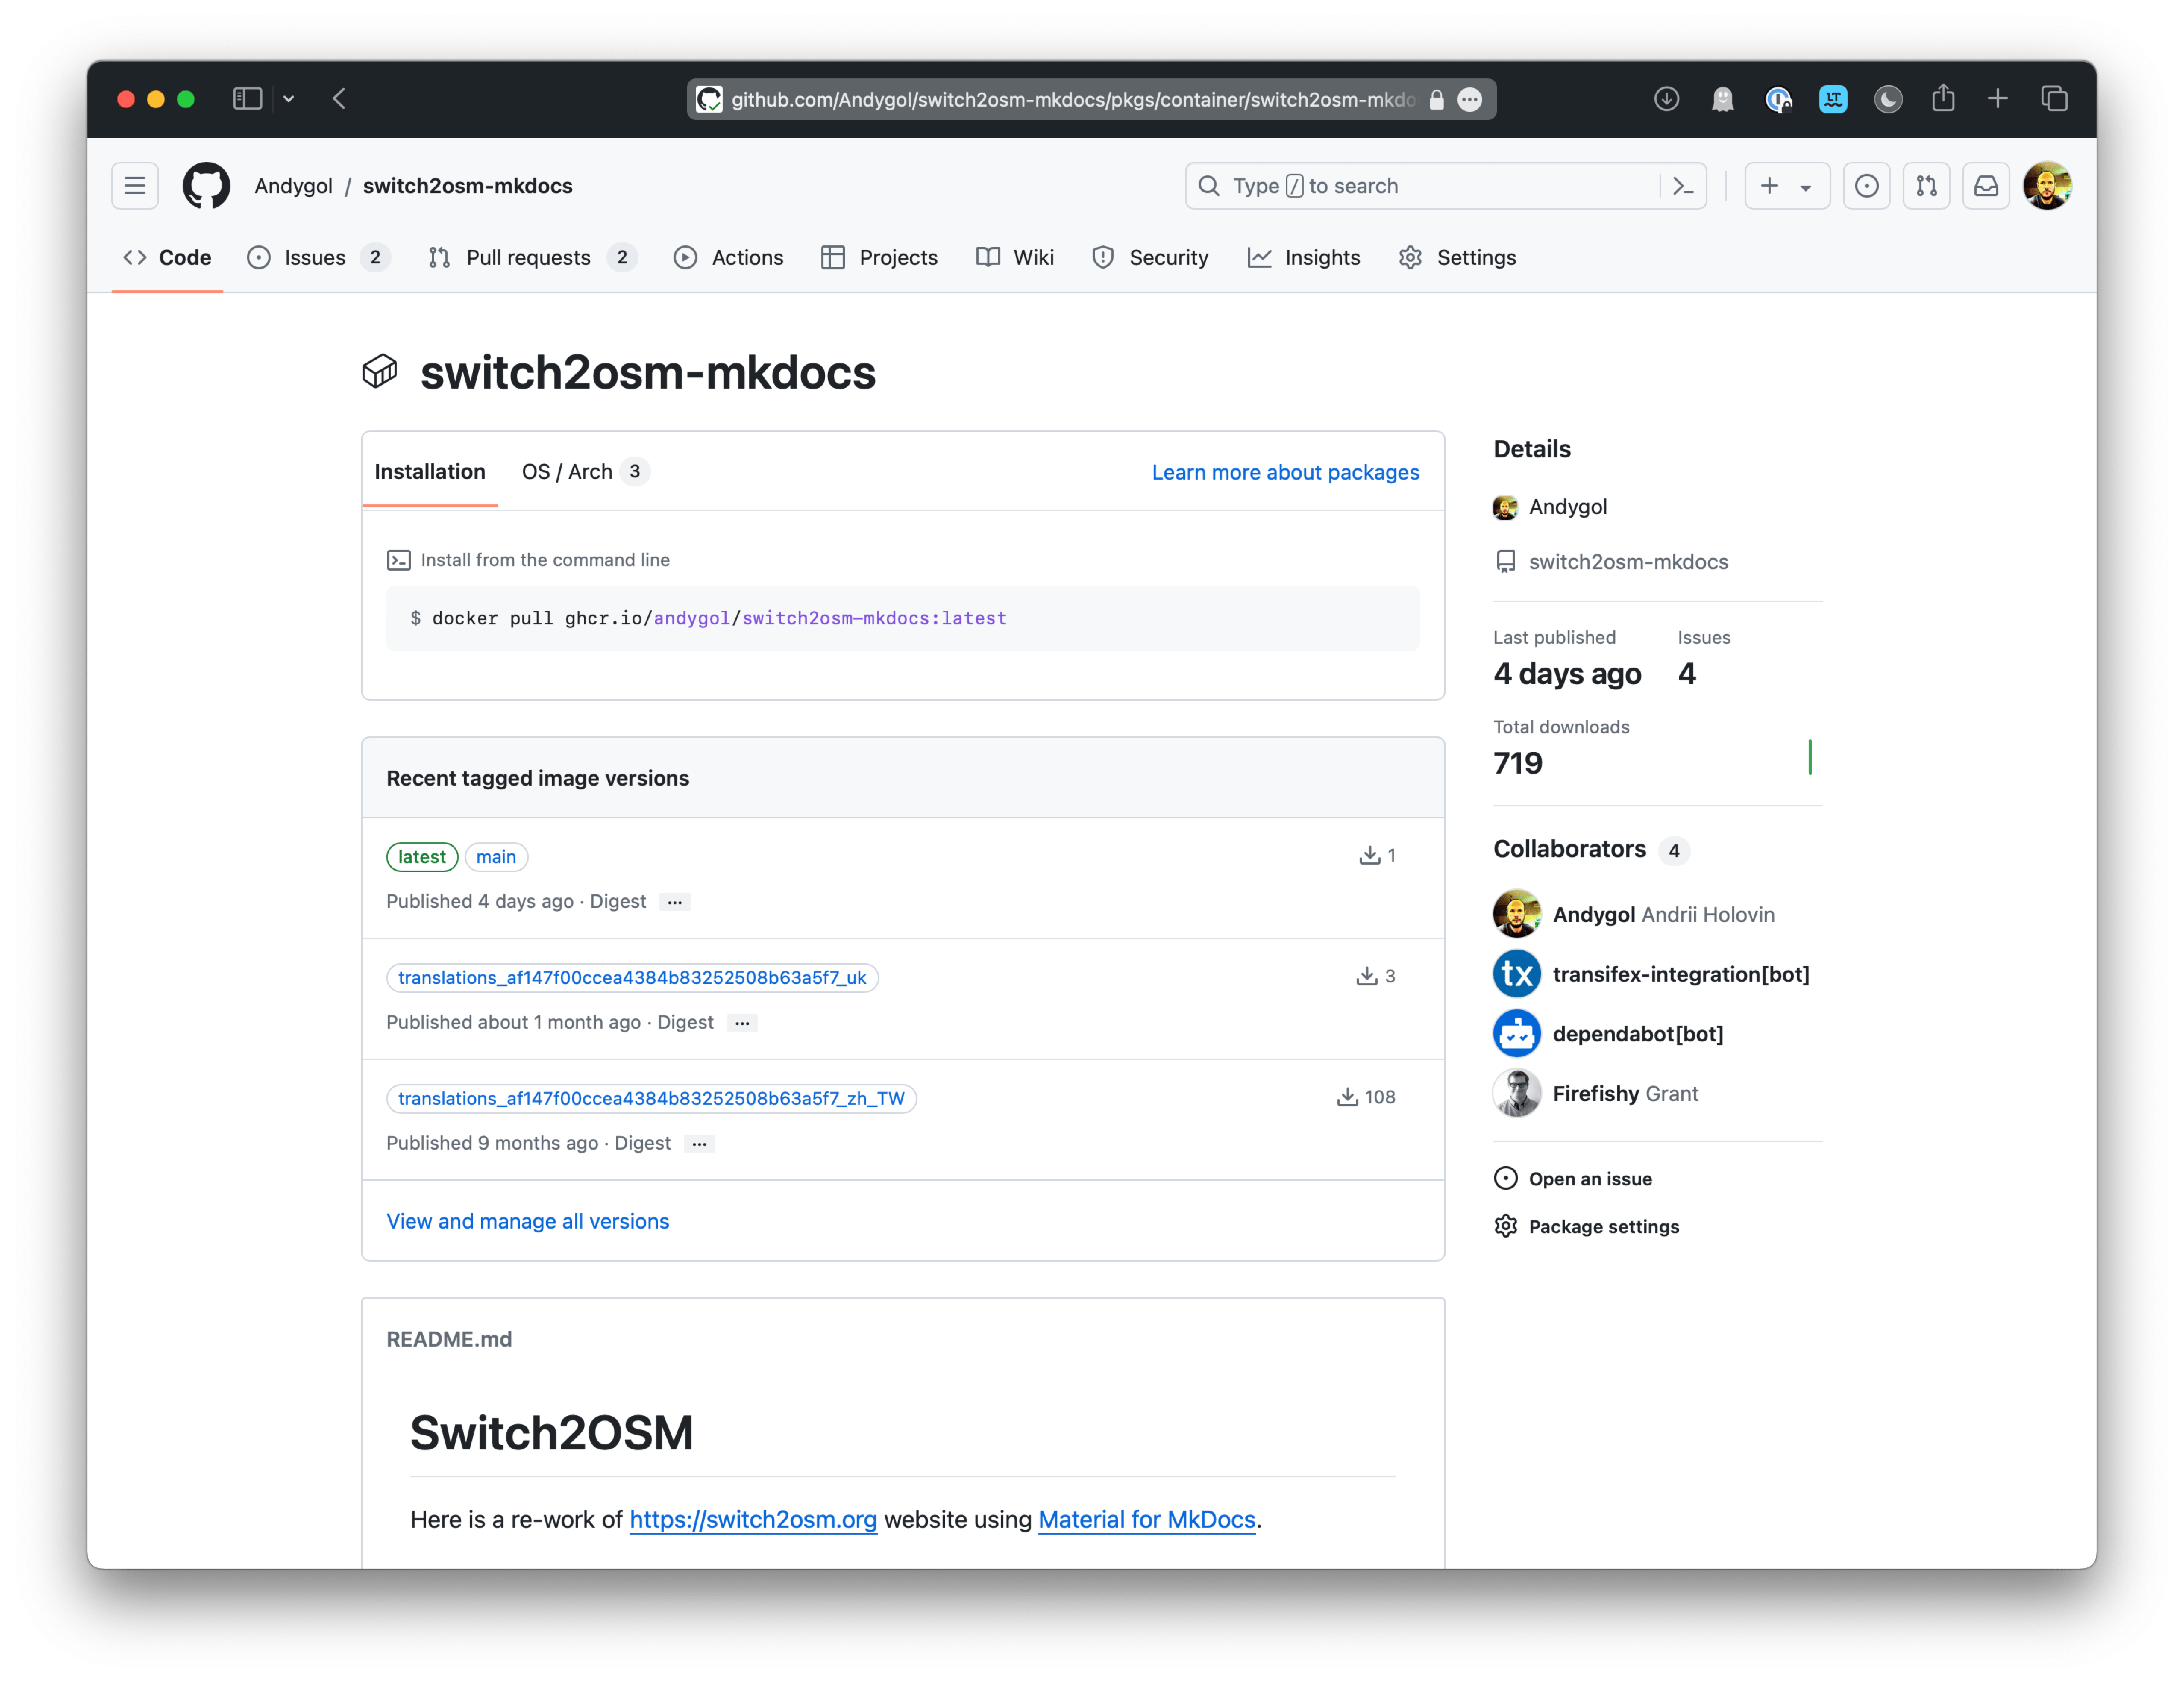 github.com/Andygol/switch2osm-mkdocs/pkgs/container/switch2osm-mkdo
Andygol / switch2osm-mkdocs
Type / to search
Code
Issues 2
Pull requests 2
Actions
Projects
Wiki
Security
Insights
Settings
switch2osm-mkdocs
Installation
OS / Arch 3
Learn more about packages
Install from the command line
$ docker pull ghcr.io/andygol/switch2osm-mkdocs:latest
Recent tagged image versions
latest main
1
Published 4 days ago · Digest ...
translations_af147f00ccea4384b83252508b63a5f7_uk
3
Published about 1 month ago · Digest ...
translations_af147f00ccea4384b83252508b63a5f7_zh_TW
108
Published 9 months ago · Digest ...
View and manage all versions
README.md
Switch2OSM
Here is a re-work of https://switch2osm.org website using Material for MkDocs.
Details
Andygol
switch2osm-mkdocs
Last published
4 days ago
Issues
4
Total downloads
719
Collaborators 4
Andygol Andrii Holovin
tx transifex-integration[bot]
dependabot[bot]
Firefishy Grant
Open an issue
Package settings